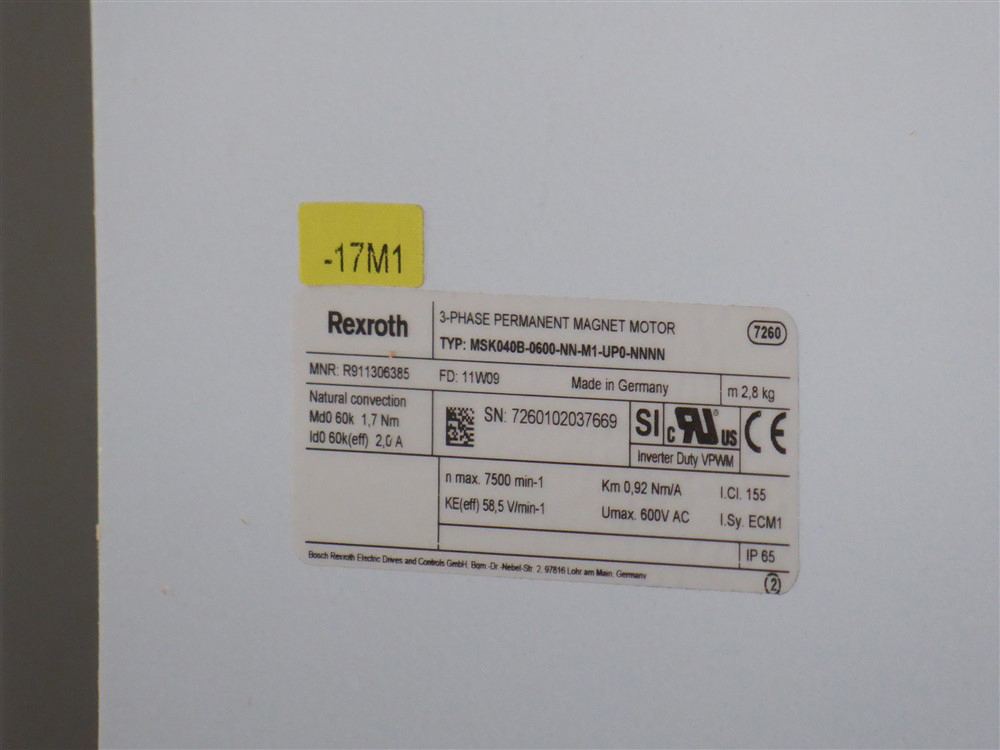 -17M1
Rexroth
3-PHASE PERMANENT MAGNET MOTOR
7260
TYP: MSK040B-0600-NN-M1-UP0-NNNN
MNR: R911306385
FD: 11W09
Made in Germany
m 2,8 kg
Natural convection
Md0 60k 1,7 Nm
Id0 60k(eff) 2,0 A
SN: 7260102037669
SI
c RU US
CE
Inverter Duty VPWM
n max. 7500 min-1
Km 0,92 Nm/A
I.Cl. 155
KE(eff) 58,5 V/min-1
Umax. 600V AC
I.Sy. ECM1
IP 65
Bosch Rexroth Electric Drives and Controls GmbH, Bgm.-Dr.-Nebel-Str. 2, 97816 Lohr am Main, Germany
2